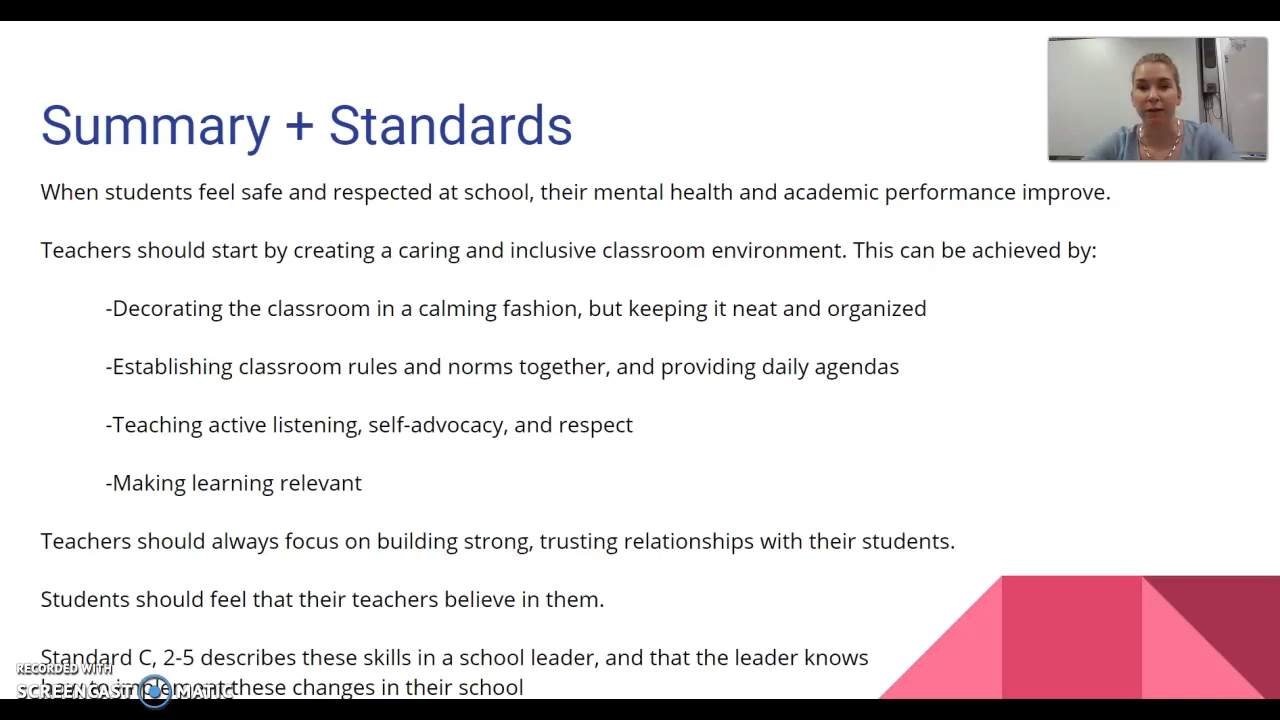 Summary + Standards
When students feel safe and respected at school, their mental health and academic performance improve.
Teachers should start by creating a caring and inclusive classroom environment. This can be achieved by:
-Decorating the classroom in a calming fashion, but keeping it neat and organized
-Establishing classroom rules and norms together, and providing daily agendas
-Teaching active listening, self-advocacy, and respect
-Making learning relevant
Teachers should always focus on building strong, trusting relationships with their students.
Students should feel that their teachers believe in them.
Standard C, 2-5 describes these skills in a school leader, and that the leader knows
to implement these changes in their school
RECORDED WITH
SCREENCAST MATIC